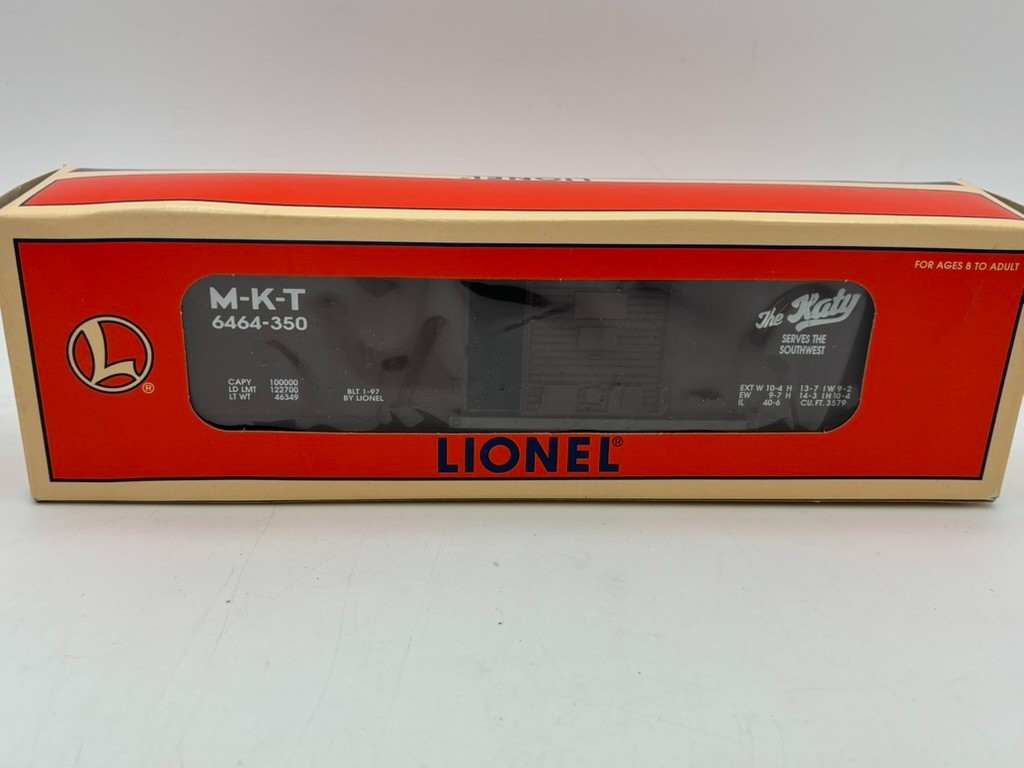 LIONEL
FOR AGES 8 TO ADULT
M-K-T
6464-350
The Katy
SERVES THE
SOUTHWEST
CAPY 100000
LD LMT 122700
LT WT 46349
BLT 1-97
BY LIONEL
EXT W 10-4 H 13-7 I W 9-2
EW 9-7 H 14-3 I H 10-4
IL 40-6 CU. FT. 3579
L ®
LIONEL®